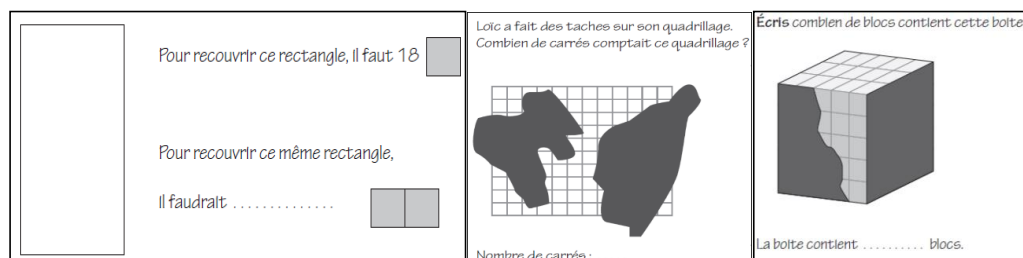 Pour recouvrir ce rectangle, il faut 18
Pour recouvrir ce même rectangle,
il faudrait ..............
Loïc a fait des taches sur son quadrillage.
Combien de carrés comptait ce quadrillage ?
Nombre de carrés :
Écris combien de blocs contient cette boite
La boite contient .......... blocs.